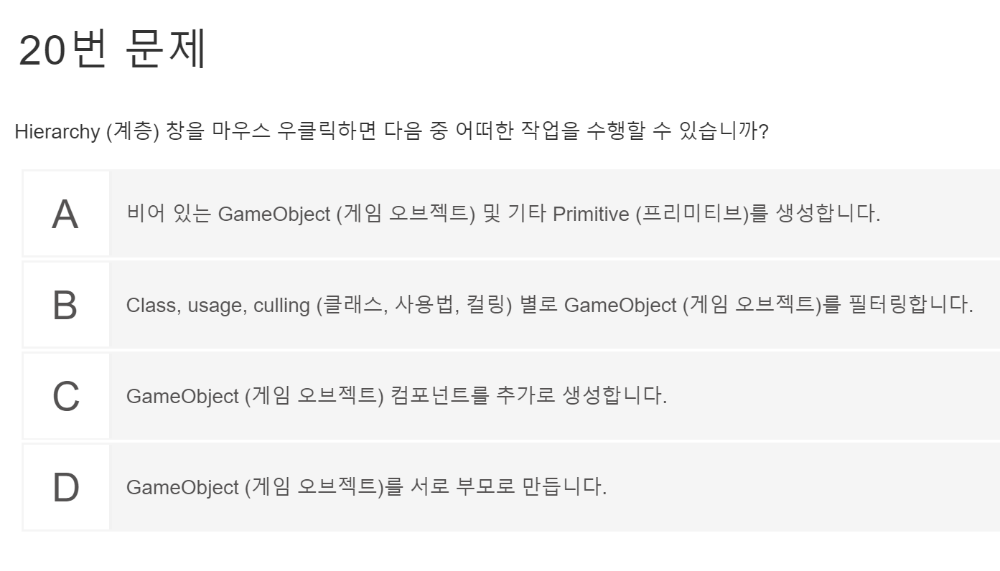 20번 문제
Hierarchy (계층) 창을 마우스 우클릭하면 다음 중 어떠한 작업을 수행할 수 있습니까?
A 비어 있는 GameObject (게임 오브젝트) 및 기타 Primitive (프리미티브)를 생성합니다.
B Class, usage, culling (클래스, 사용법, 컬링) 별로 GameObject (게임 오브젝트)를 필터링합니다.
C GameObject (게임 오브젝트) 컴포넌트를 추가로 생성합니다.
D GameObject (게임 오브젝트)를 서로 부모로 만듭니다.